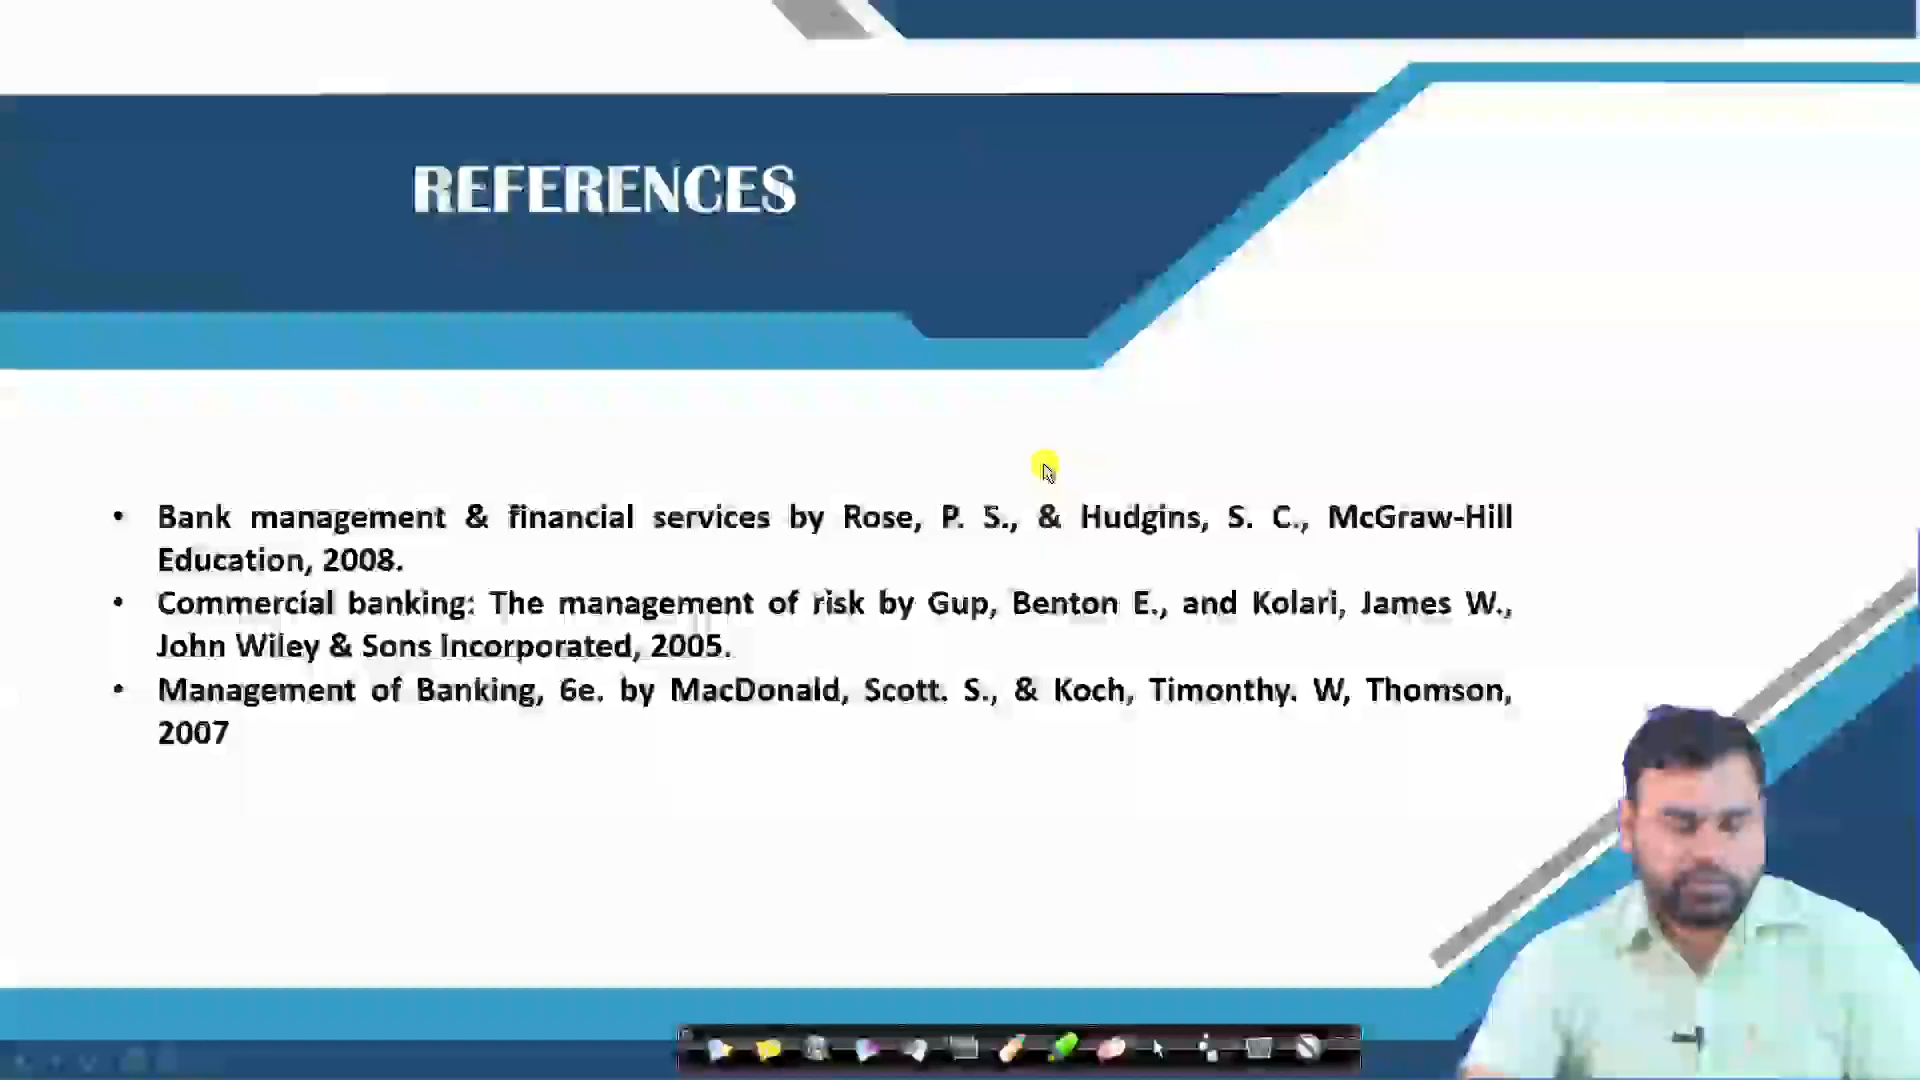 REFERENCES
• Bank management & financial services by Rose, P. S., & Hudgins, S. C., McGraw-Hill
Education, 2008.
• Commercial banking: The management of risk by Gup, Benton E., and Kolari, James W.,
John Wiley & Sons Incorporated, 2005.
• Management of Banking, 6e. by MacDonald, Scott. S., & Koch, Timonthy. W, Thomson,
2007